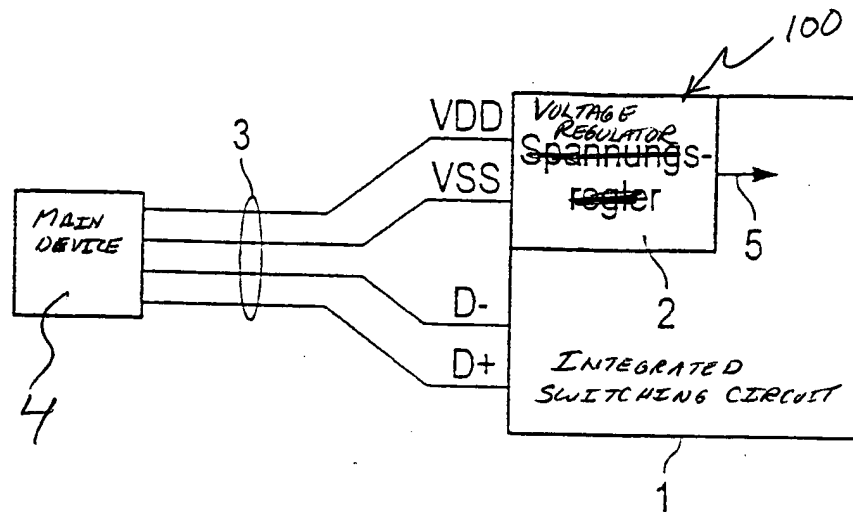 100
VDD
VOLTAGE
REGULATOR
Spannungs-
regler
3
VSS
5
MAIN
DEVICE
2
D-
4
D+
INTEGRATED
SWITCHING CIRCUIT
1